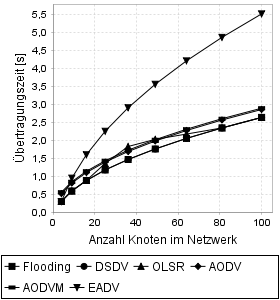 5,5
5,0
4,5
4,0
3,5
3,0
2,5
2,0
1,5
1,0
0,5
0,0
Übertragungszeit [s]
0 20 40 60 80 100
Anzahl Knoten im Netzwerk
Flooding DSDV OLSR AODV
AODVM EADV